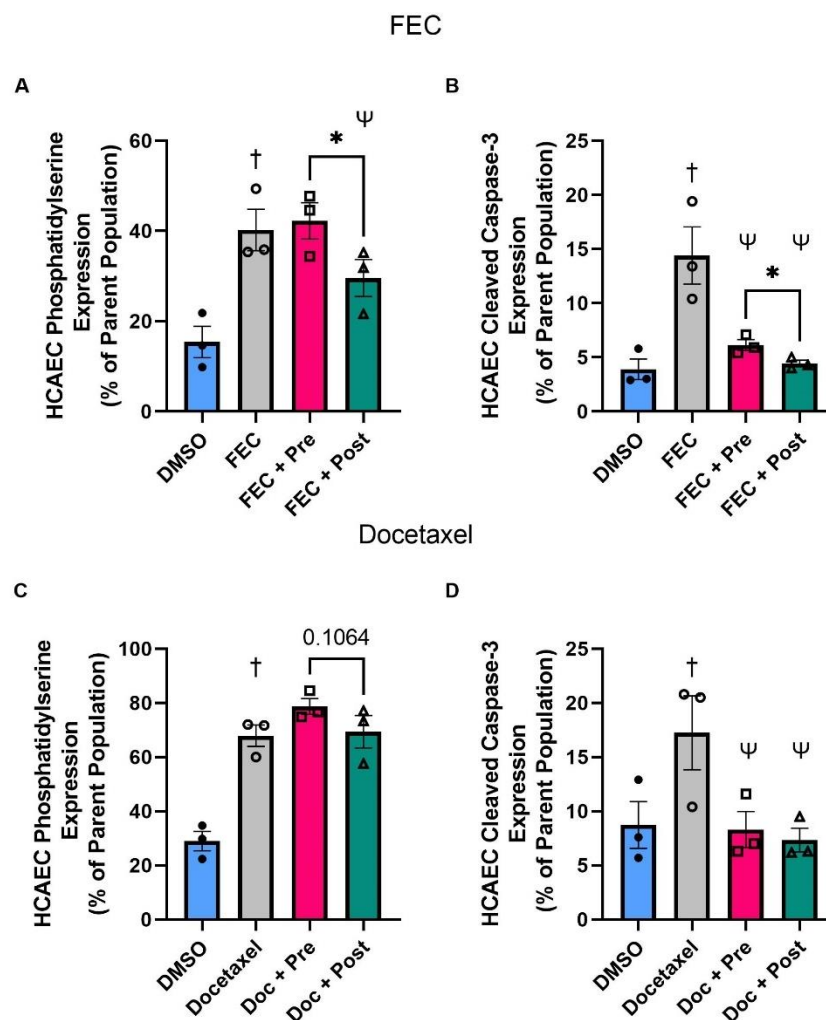 FEC
A
HCAEC Phosphatidylserine
Expression
(% of Parent Population)
60
40
20
0
†
*
Ψ
DMSO
FEC
FEC + Pre
FEC + Post
B
HCAEC Cleaved Caspase-3
Expression
(% of Parent Population)
25
20
15
10
5
0
†
Ψ
Ψ
*
DMSO
FEC
FEC + Pre
FEC + Post
Docetaxel
C
HCAEC Phosphatidylserine
Expression
(% of Parent Population)
100
80
60
40
20
0
†
0.1064
DMSO
Docetaxel
Doc + Pre
Doc + Post
D
HCAEC Cleaved Caspase-3
Expression
(% of Parent Population)
25
20
15
10
5
0
†
Ψ
Ψ
DMSO
Docetaxel
Doc + Pre
Doc + Post